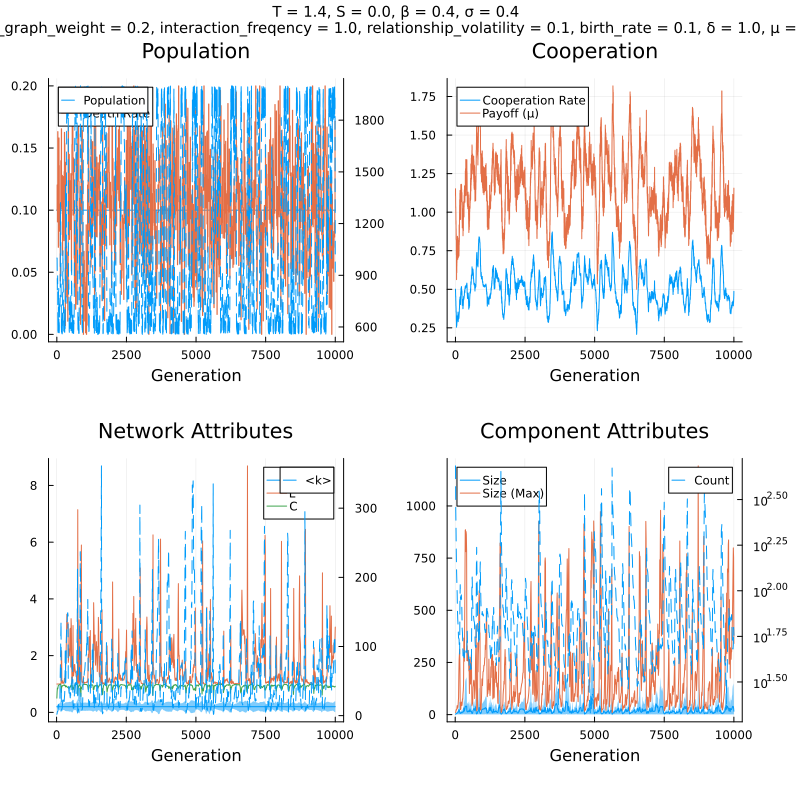 T = 1.4, S = 0.0, β = 0.4, σ = 0.4
_graph_weight = 0.2, interaction_freqency = 1.0, relationship_volatility = 0.1, birth_rate = 0.1, δ = 1.0, μ =
Population
Cooperation
0.20
0.15
0.10
0.05
0.00
Population
Death Rate
1800
1500
1200
900
600
0
2500
5000
7500
10000
Generation
1.75
1.50
1.25
1.00
0.75
0.50
0.25
Cooperation Rate
Payoff (μ)
0
2500
5000
7500
10000
Generation
Network Attributes
Component Attributes
8
6
4
2
0
<k>
L
C
300
200
100
0
0
2500
5000
7500
10000
Generation
1000
750
500
250
0
Size
Size (Max)
Count
10^2.50
10^2.25
10^2.00
10^1.75
10^1.50
0
2500
5000
7500
10000
Generation